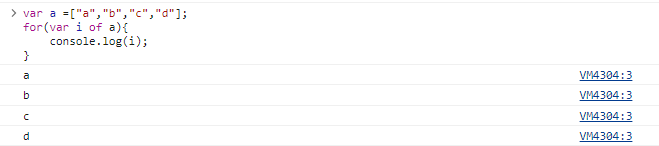 > var a =["a","b","c","d"];
for(var i of a){
    console.log(i);
}
a VM4304:3
b VM4304:3
c VM4304:3
d VM4304:3